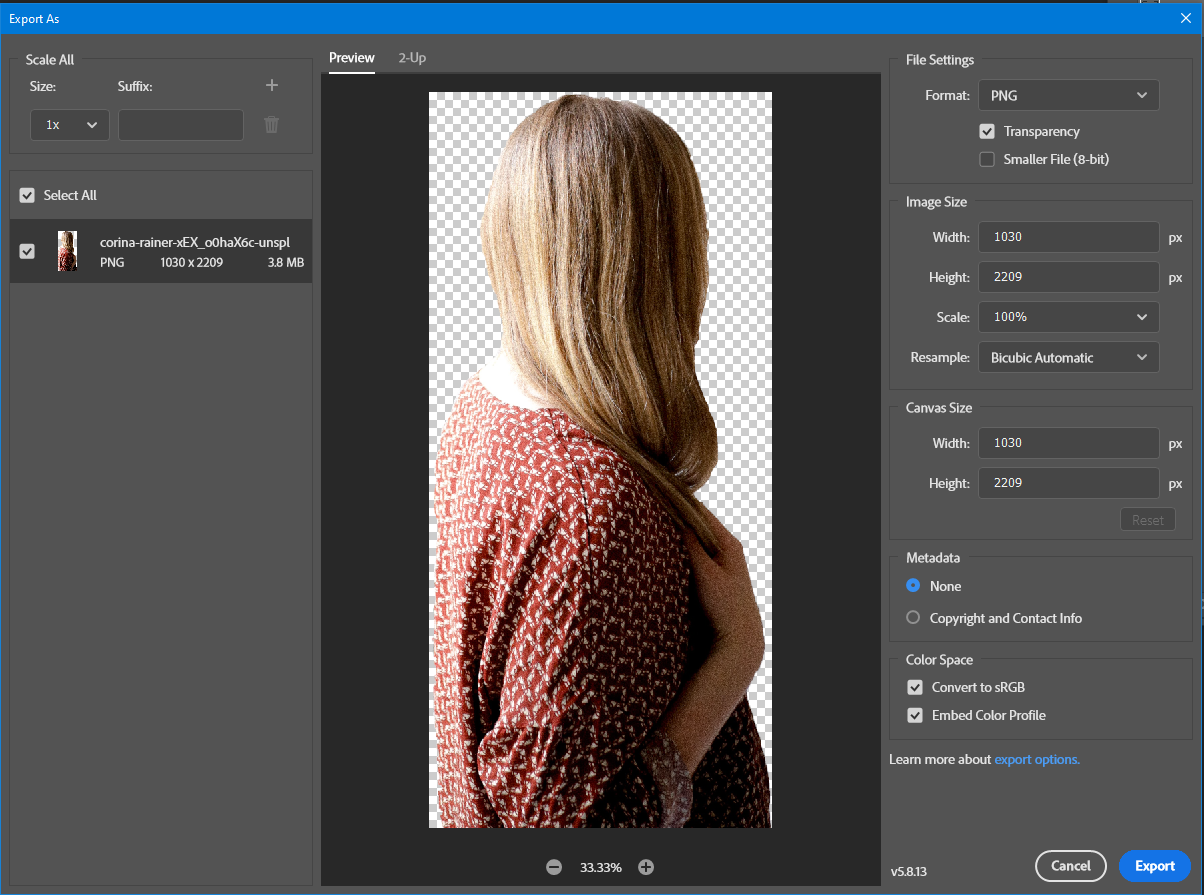 Export As
Scale All
Size:
Suffix:
1x
Select All
corina-rainer-xEX_o0haX6c-unspl
PNG 1030 x 2209 3.8 MB
Preview 2-Up
33.33%
File Settings
Format: PNG
Transparency
Smaller File (8-bit)
Image Size
Width: 1030 px
Height: 2209 px
Scale: 100%
Resample: Bicubic Automatic
Canvas Size
Width: 1030 px
Height: 2209 px
Reset
Metadata
None
Copyright and Contact Info
Color Space
Convert to sRGB
Embed Color Profile
Learn more about export options.
v5.8.13
Cancel
Export